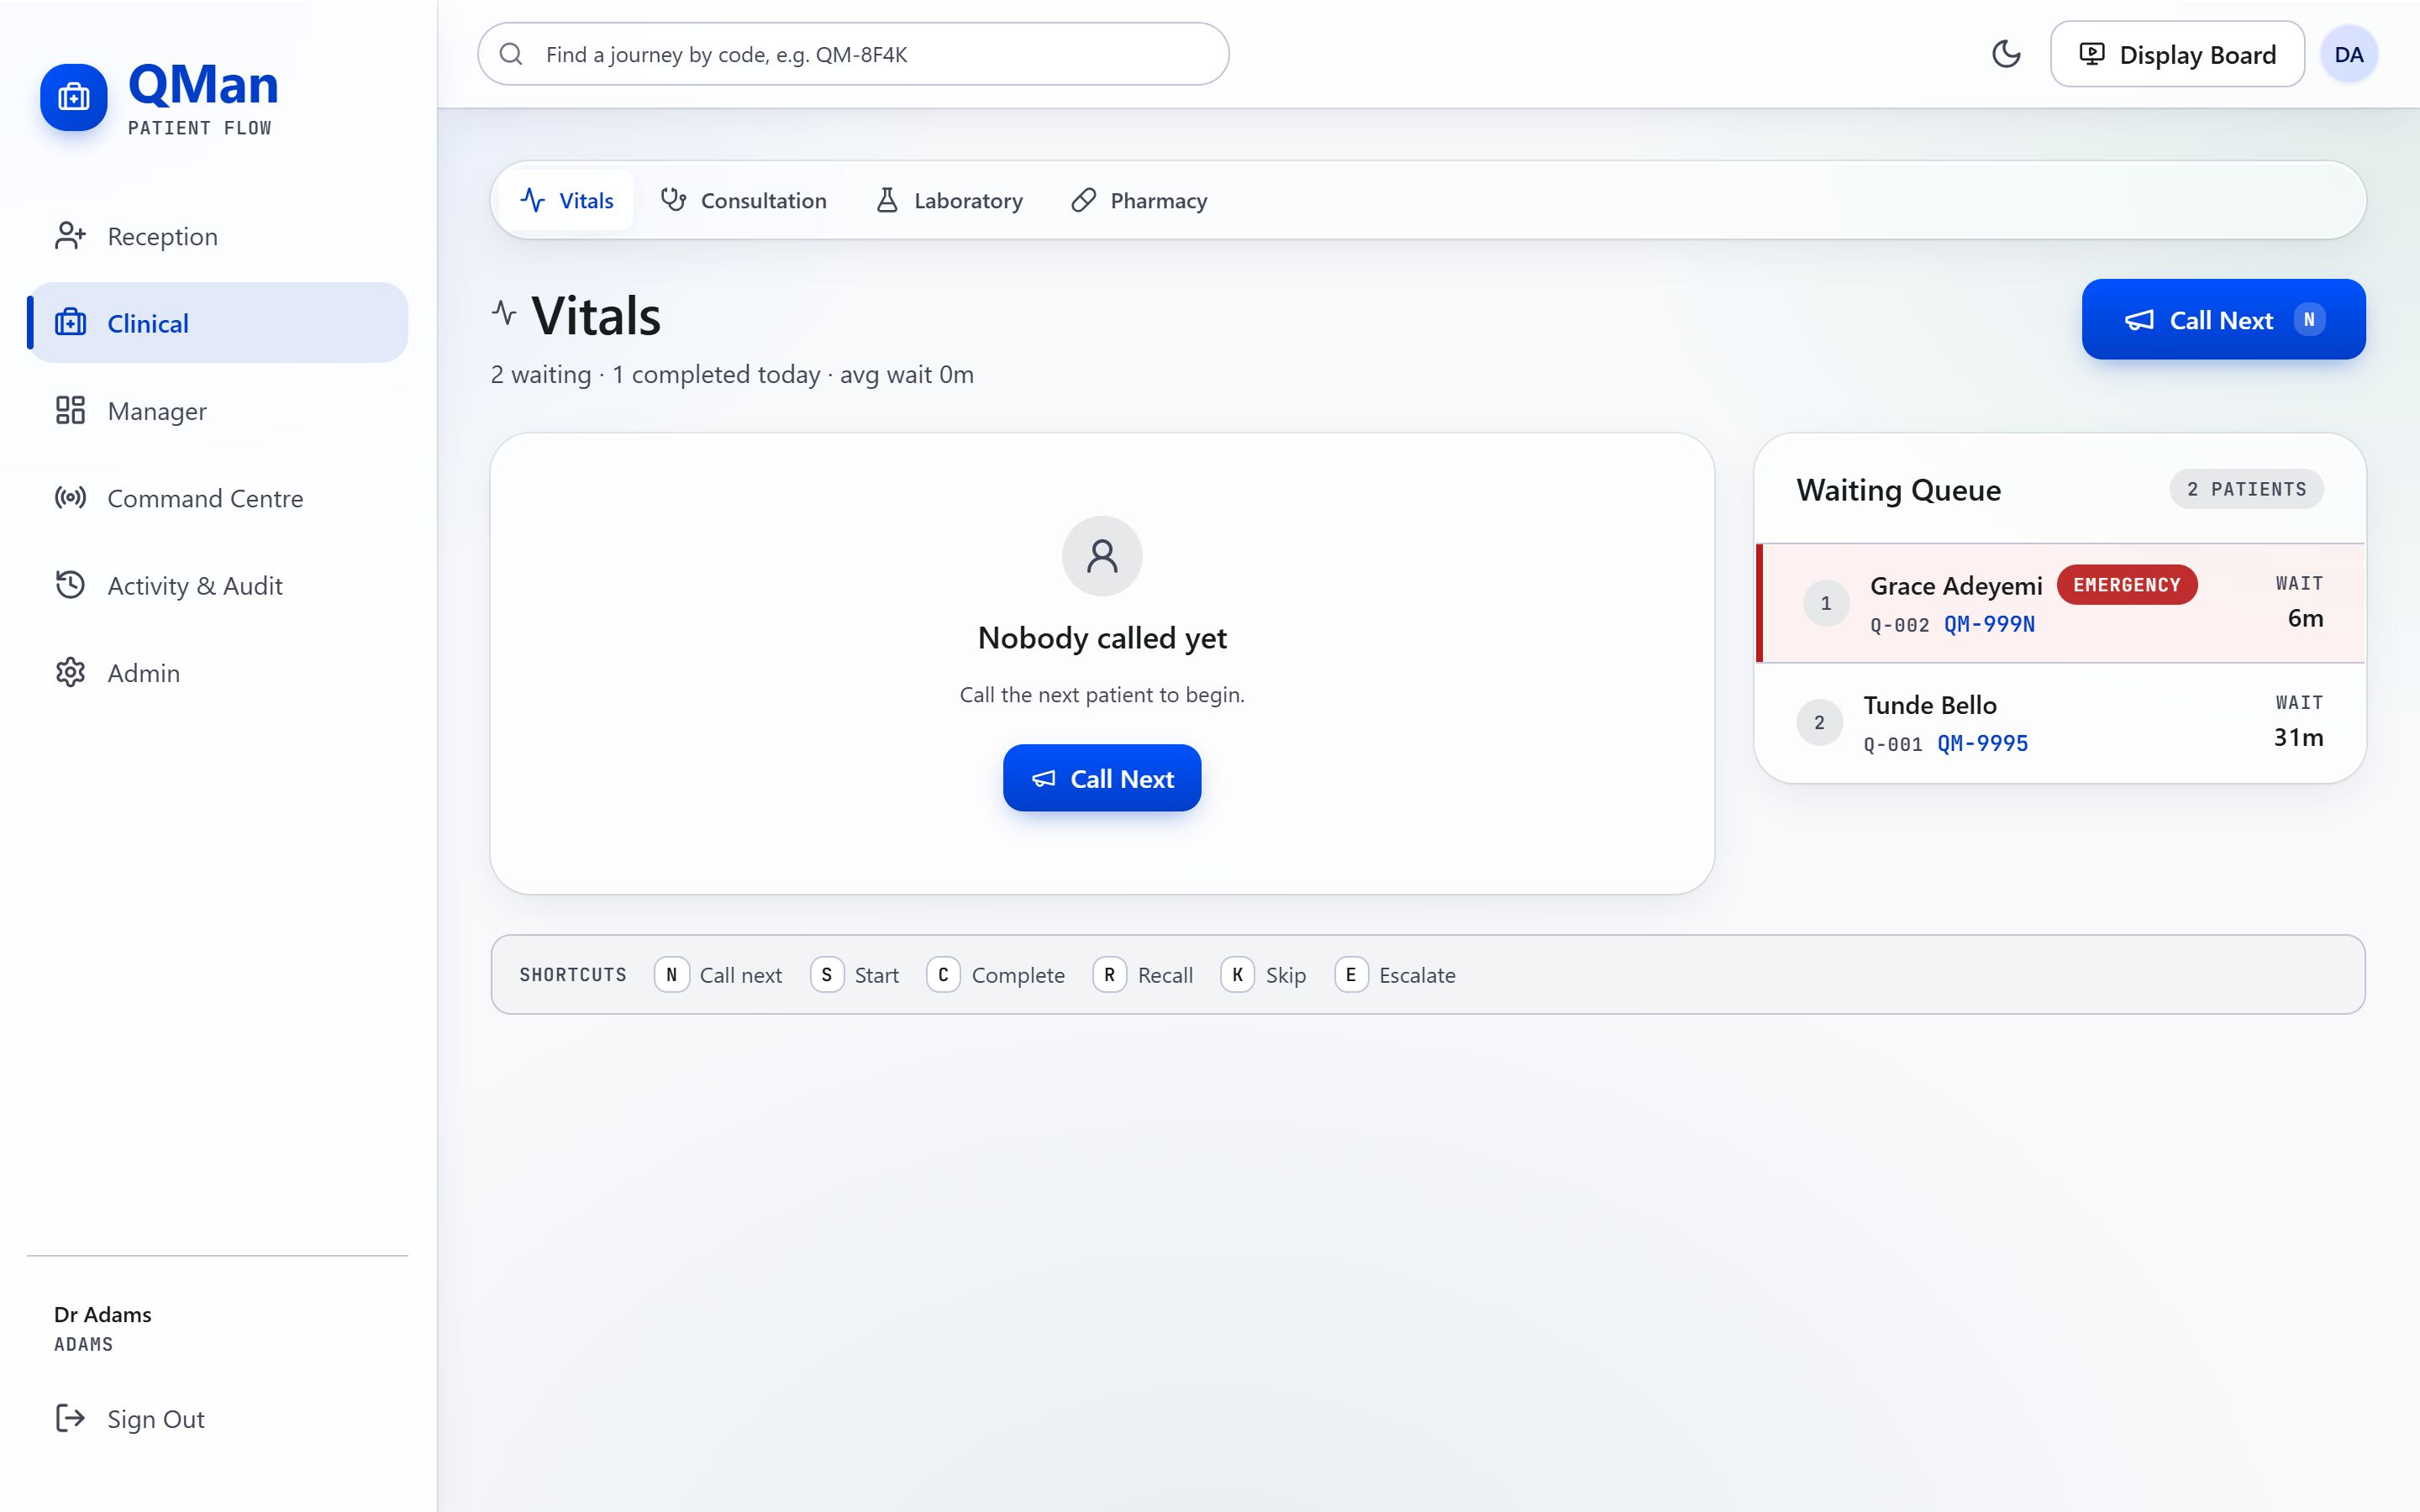 QMan
PATIENT FLOW
Reception
Clinical
Manager
Command Centre
Activity & Audit
Admin
Dr Adams
ADAMS
Sign Out
Find a journey by code, e.g. QM-8F4K
Display Board
DA
Vitals
Consultation
Laboratory
Pharmacy
Vitals
2 waiting · 1 completed today · avg wait 0m
Call Next N
Nobody called yet
Call the next patient to begin.
Call Next
Waiting Queue
2 PATIENTS
1
Grace Adeyemi EMERGENCY
Q-002 QM-999N
WAIT
6m
2
Tunde Bello
Q-001 QM-9995
WAIT
31m
SHORTCUTS N Call next S Start C Complete R Recall K Skip E Escalate